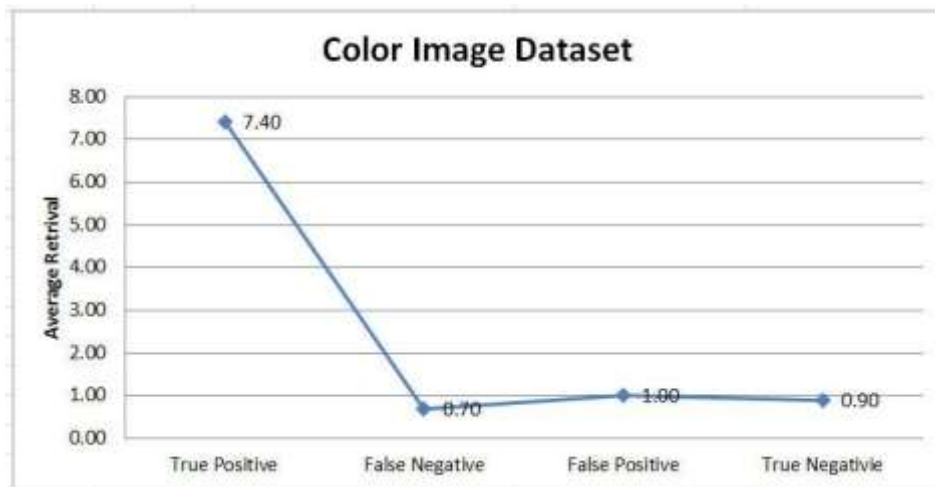 Color Image Dataset
8.00
7.00
6.00
5.00
4.00
3.00
2.00
1.00
0.00
Average Retrival
7.40
0.70
1.00
0.90
True Positive
False Negative
False Positive
True Negativie